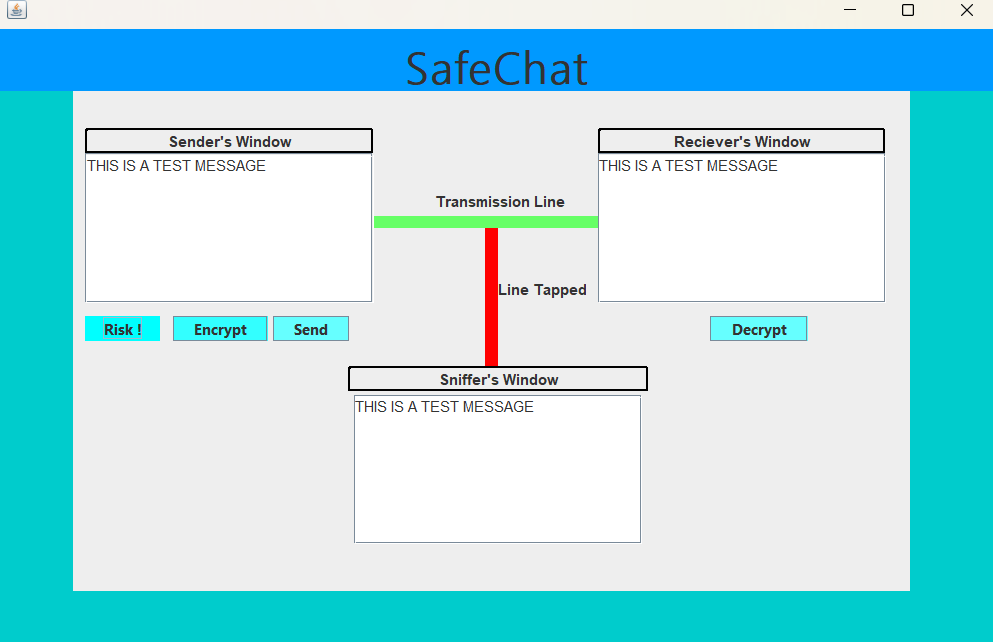 SafeChat
Sender's Window
Reciever's Window
THIS IS A TEST MESSAGE
THIS IS A TEST MESSAGE
Transmission Line
Line Tapped
Risk !
Encrypt
Send
Decrypt
Sniffer's Window
THIS IS A TEST MESSAGE